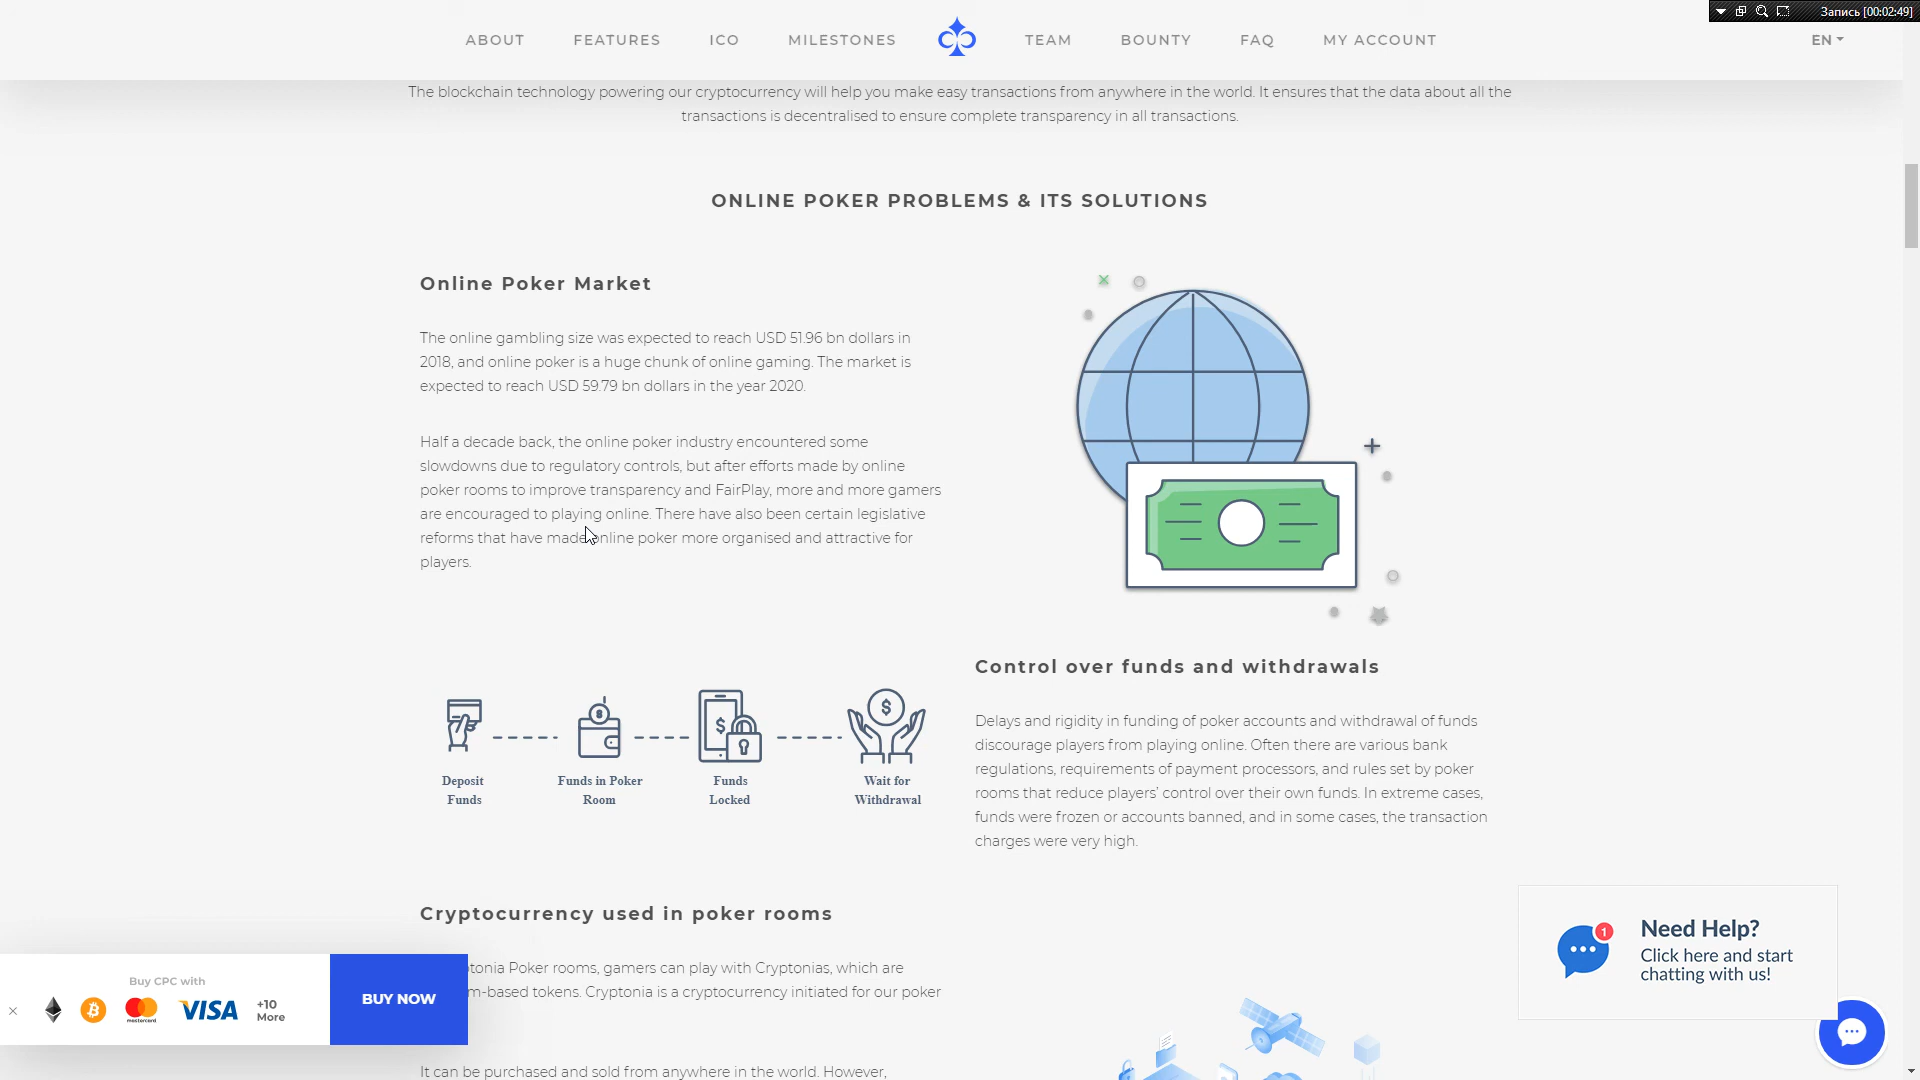 Запись [00:02:49]
ABOUT FEATURES ICO MILESTONES TEAM BOUNTY FAQ MY ACCOUNT EN
The blockchain technology powering our cryptocurrency will help you make easy transactions from anywhere in the world. It ensures that the data about all the
transactions is decentralised to ensure complete transparency in all transactions.
ONLINE POKER PROBLEMS & ITS SOLUTIONS
Online Poker Market
The online gambling size was expected to reach USD 51.96 bn dollars in
2018, and online poker is a huge chunk of online gaming. The market is
expected to reach USD 59.79 bn dollars in the year 2020.
Half a decade back, the online poker industry encountered some
slowdowns due to regulatory controls, but after efforts made by online
poker rooms to improve transparency and FairPlay, more and more gamers
are encouraged to playing online. There have also been certain legislative
reforms that have made online poker more organised and attractive for
players.
Deposit
Funds
Funds in Poker
Room
Funds
Locked
Wait for
Withdrawal
Control over funds and withdrawals
Delays and rigidity in funding of poker accounts and withdrawal of funds
discourage players from playing online. Often there are various bank
regulations, requirements of payment processors, and rules set by poker
rooms that reduce players' control over their own funds. In extreme cases,
funds were frozen or accounts banned, and in some cases, the transaction
charges were very high.
Cryptocurrency used in poker rooms
tonia Poker rooms, gamers can play with Cryptonias, which are
m-based tokens. Cryptonia is a cryptocurrency initiated for our poker
It can be purchased and sold from anywhere in the world. However,
Buy CPC with
mastercard
VISA
+10
More
BUY NOW
1
Need Help?
Click here and start
chatting with us!